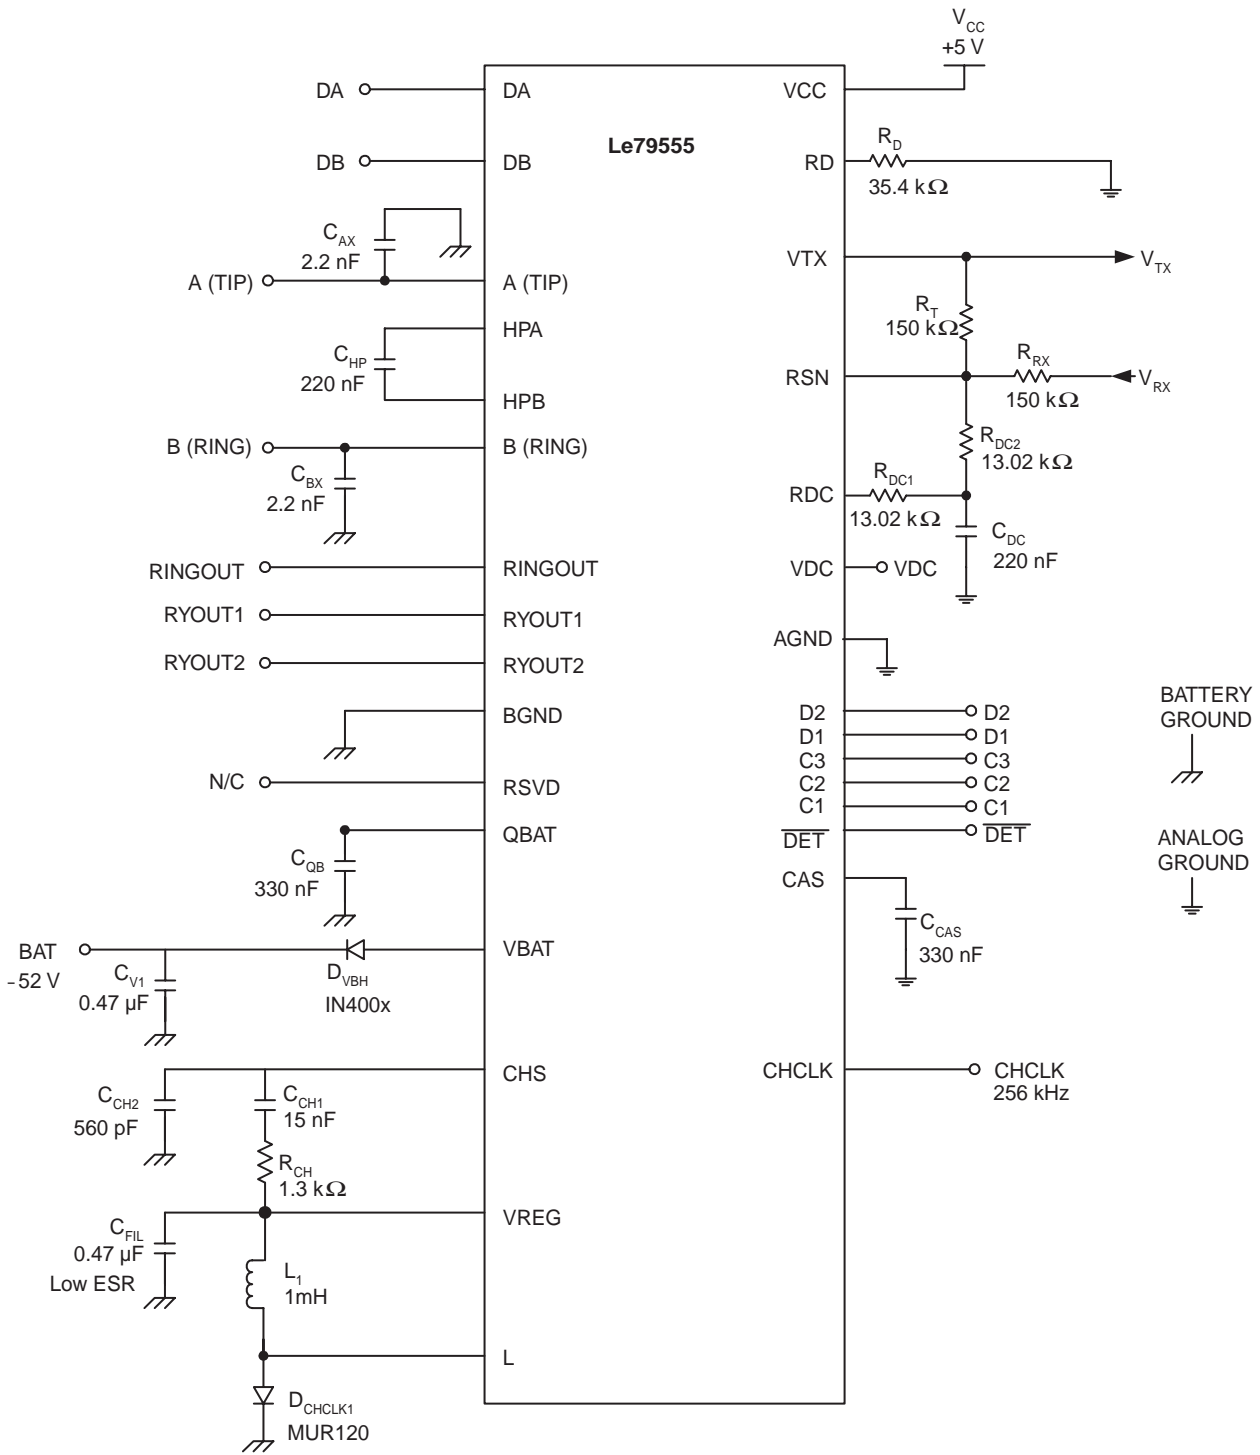 V_CC
+5 V
Le79555
DA
DA
DB
DB
C_AX
2.2 nF
A (TIP)
A (TIP)
HPA
C_HP
220 nF
HPB
B (RING)
B (RING)
C_BX
2.2 nF
RINGOUT
RINGOUT
RYOUT1
RYOUT1
RYOUT2
RYOUT2
BGND
N/C
RSVD
QBAT
C_QB
330 nF
BAT
-52 V
VBAT
C_V1
0.47 µF
D_VBH
IN400x
CHS
C_CH2
560 pF
C_CH1
15 nF
R_CH
1.3 kΩ
VREG
C_FIL
0.47 µF
Low ESR
L_1
1mH
L
D_CHCLK1
MUR120
VCC
RD
R_D
35.4 kΩ
VTX
V_TX
R_T
150 kΩ
RSN
R_RX
150 kΩ
V_RX
R_DC2
13.02 kΩ
RDC
R_DC1
13.02 kΩ
C_DC
220 nF
VDC
VDC
AGND
D2
D2
D1
D1
C3
C3
C2
C2
C1
C1
D̅E̅T̅
D̅E̅T̅
CAS
C_CAS
330 nF
CHCLK
CHCLK
256 kHz
BATTERY
GROUND
ANALOG
GROUND